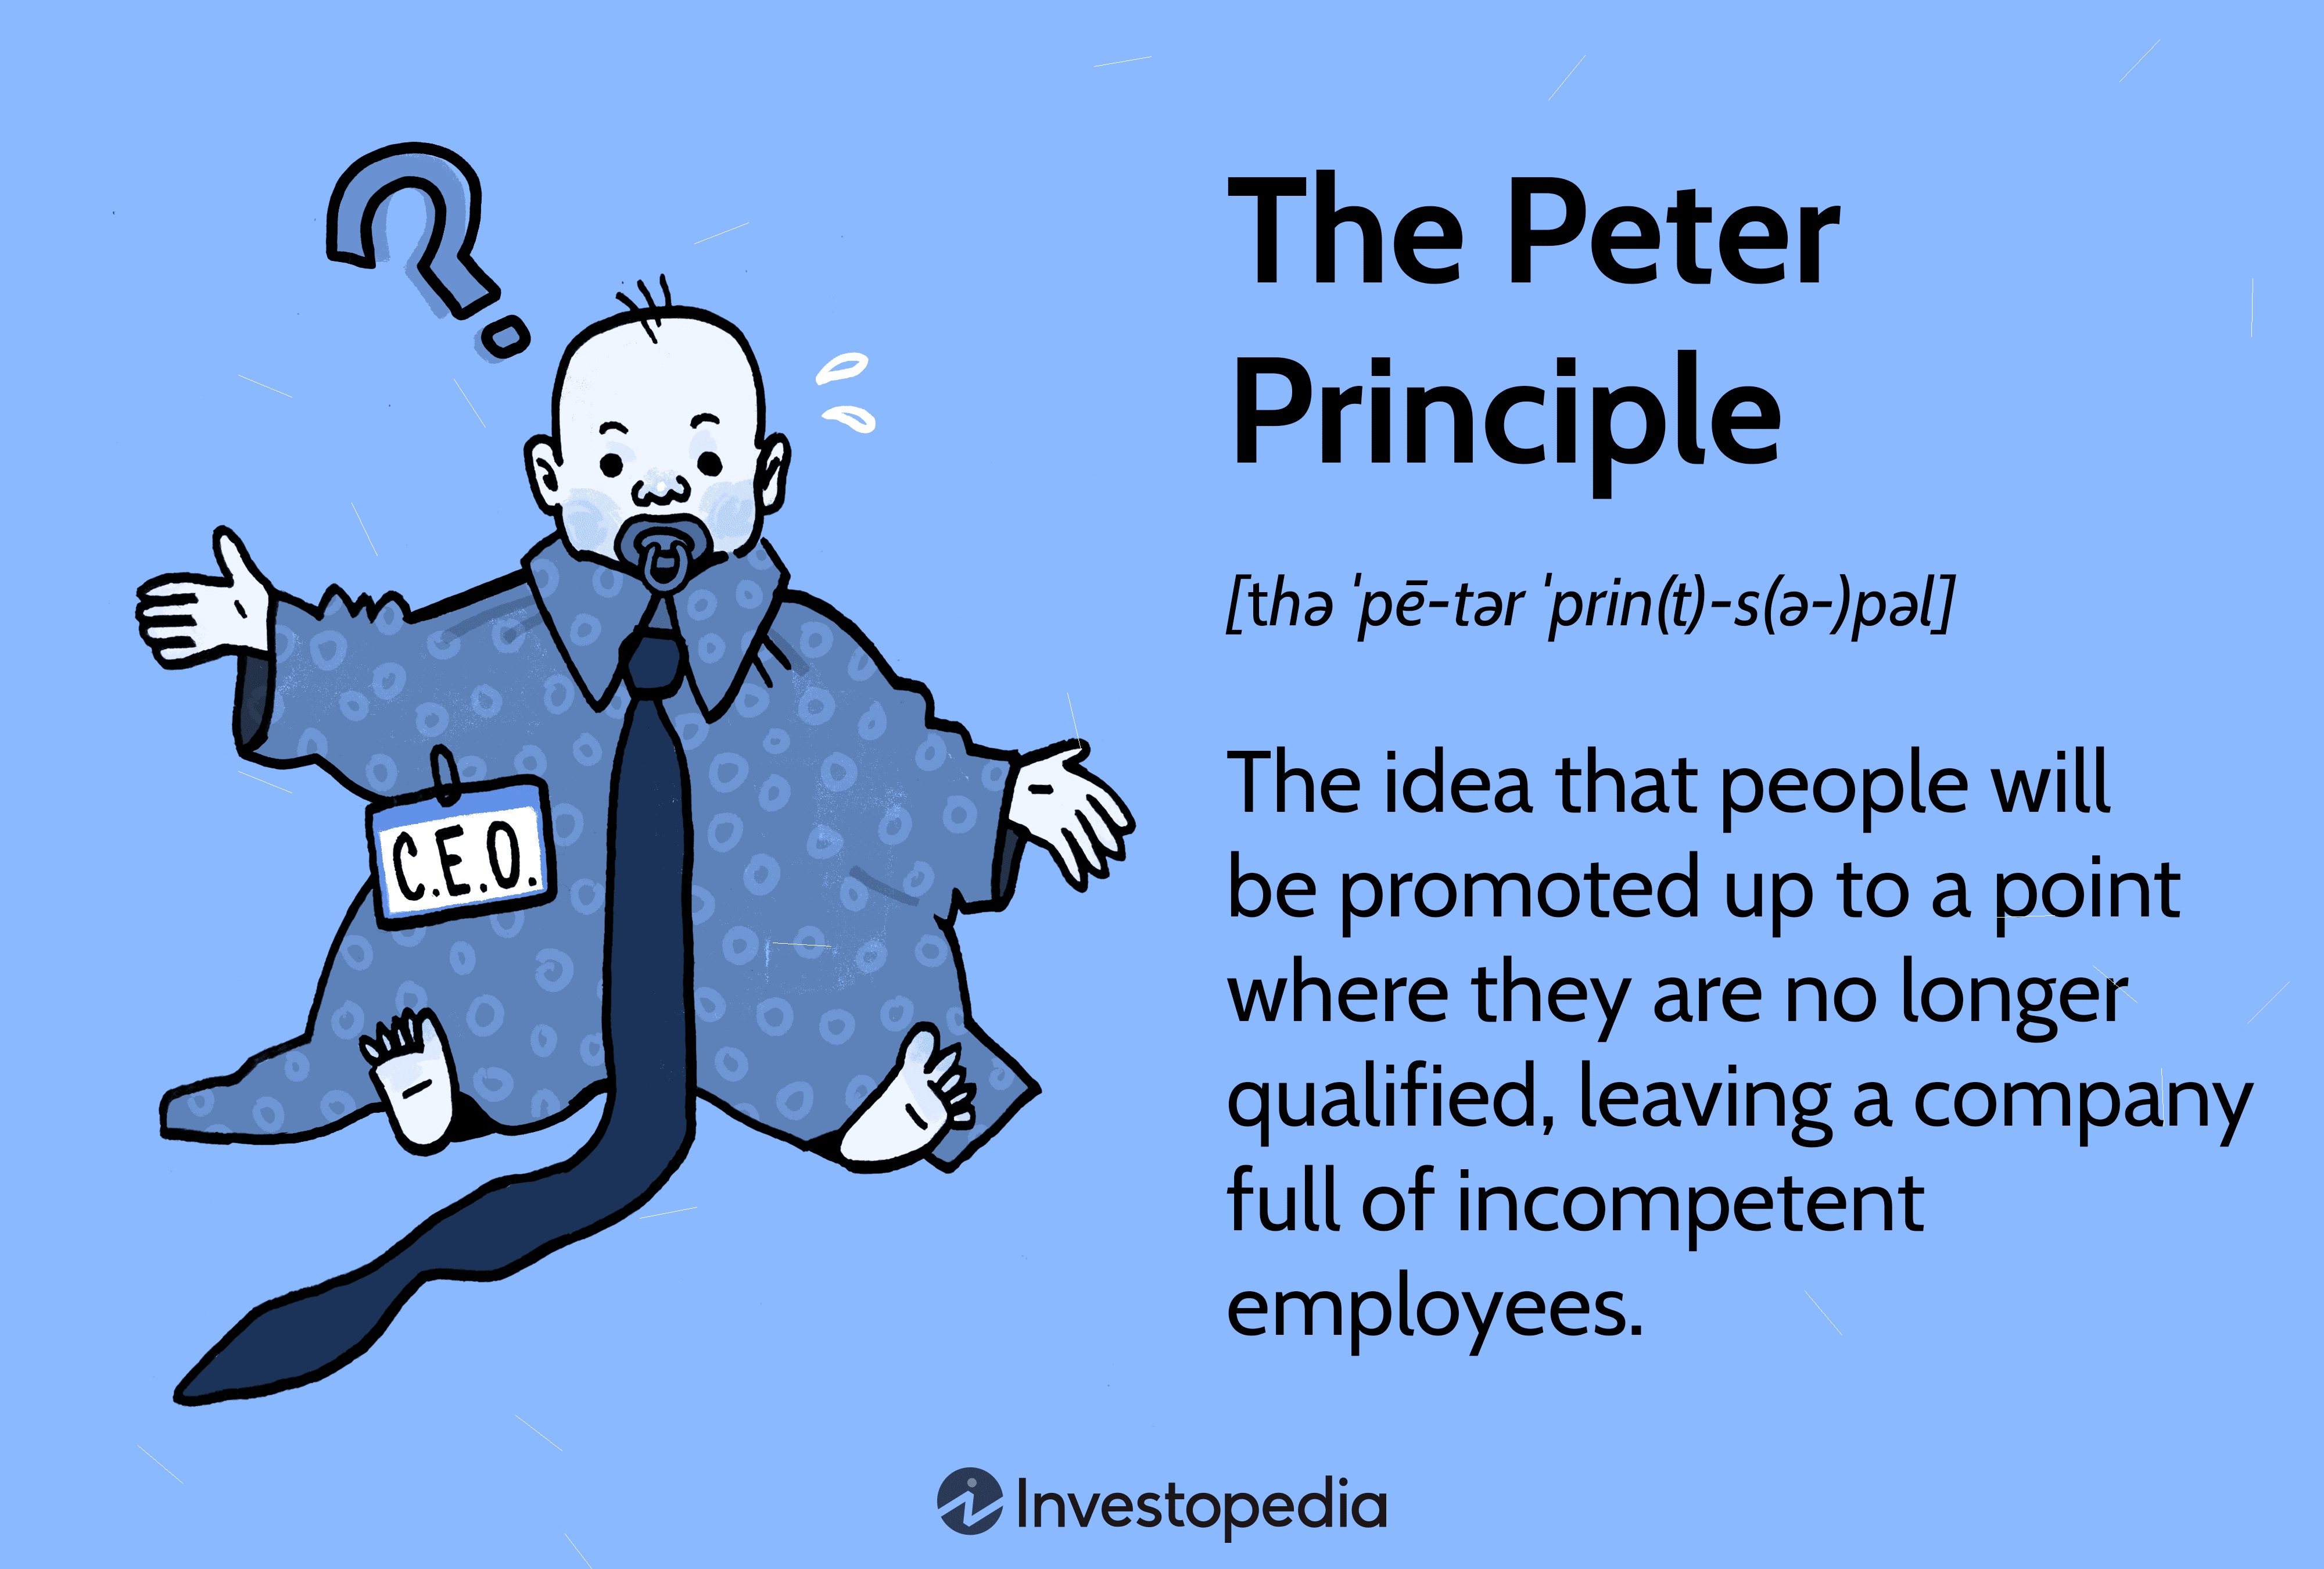 The Peter
Principle
[thə ˈpē-tər ˈprin(t)-s(ə-)pəl]
The idea that people will
be promoted up to a point
where they are no longer
qualified, leaving a company
full of incompetent
employees.
C.E.O.
Investopedia